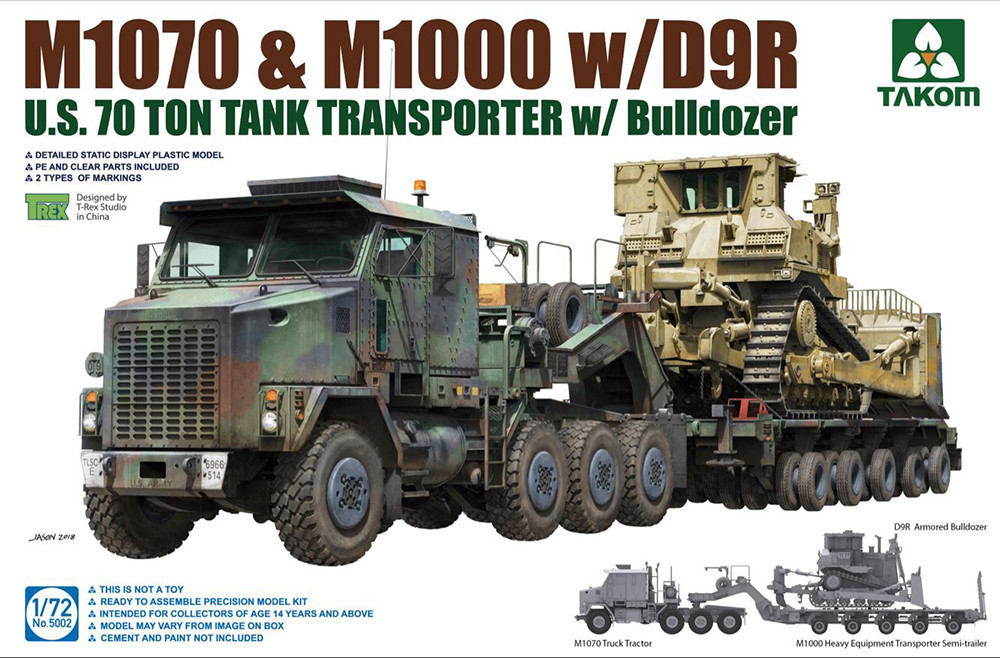 M1070 & M1000 w/D9R
TAKOM
U.S. 70 TON TANK TRANSPORTER w/ Bulldozer
DETAILED STATIC DISPLAY PLASTIC MODEL
PE AND CLEAR PARTS INCLUDED
2 TYPES OF MARKINGS
TREX
Designed by
T-Rex Studio
in China
TLSC
E
6966
514
U.S. ARMY
JASON 2018
D9R Armored Bulldozer
1/72
No.5002
THIS IS NOT A TOY
READY TO ASSEMBLE PRECISION MODEL KIT
INTENDED FOR COLLECTORS OF AGE 14 YEARS AND ABOVE
MODEL MAY VARY FROM IMAGE ON BOX
CEMENT AND PAINT NOT INCLUDED
M1070 Truck Tractor
M1000 Heavy Equipment Transporter Semi-trailer